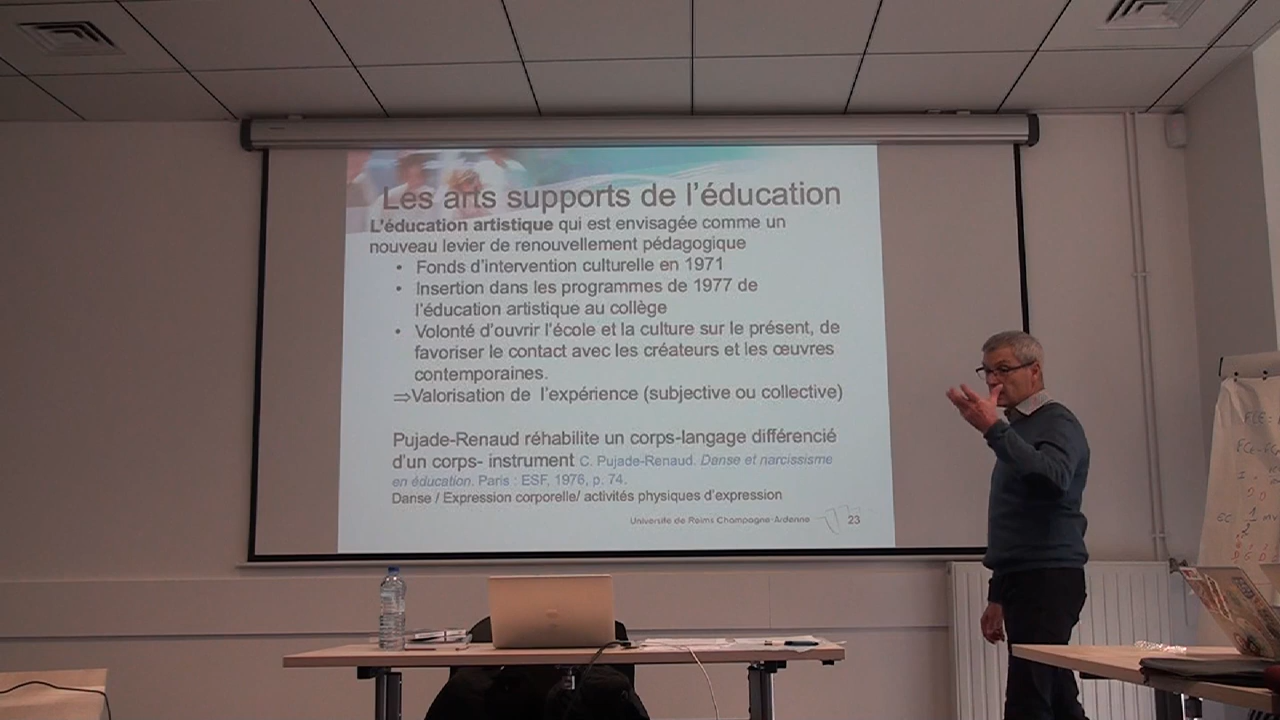 Les arts supports de l'éducation
L'éducation artistique qui est envisagée comme un
nouveau levier de renouvellement pédagogique
• Fonds d'intervention culturelle en 1971
• Insertion dans les programmes de 1977 de
l'éducation artistique au collège
• Volonté d'ouvrir l'école et la culture sur le présent, de
favoriser le contact avec les créateurs et les œuvres
contemporaines.
⇒Valorisation de l'expérience (subjective ou collective)
Pujade-Renaud réhabilite un corps-langage différencié
d'un corps- instrument C. Pujade-Renaud. Danse et narcissisme
en éducation. Paris : ESF, 1976, p. 74.
Danse / Expression corporelle/ activités physiques d'expression
Université de Reims Champagne-Ardenne 23